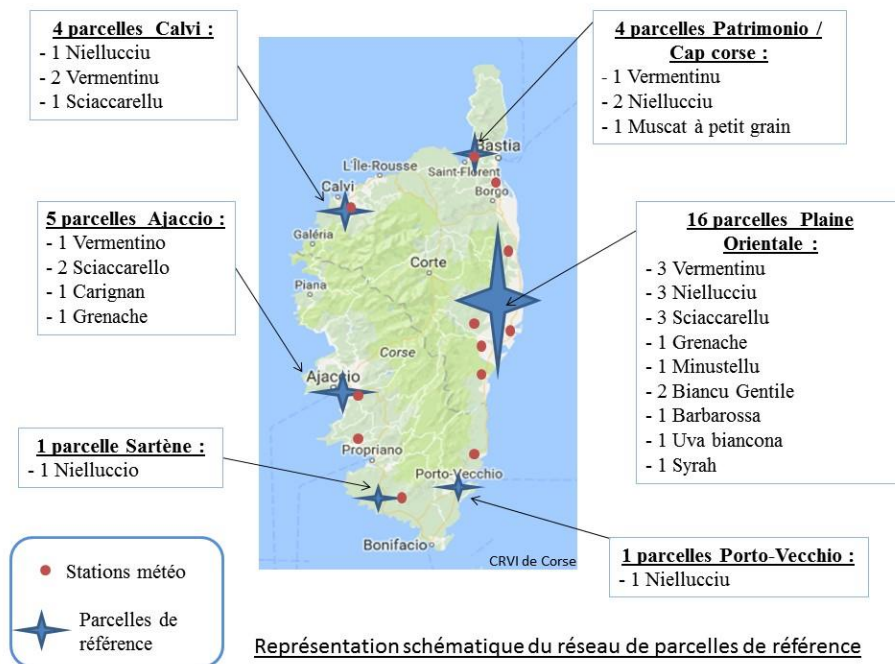 4 parcelles Calvi :
- 1 Niellucciu
- 2 Vermentinu
- 1 Sciaccarellu
4 parcelles Patrimonio /
Cap corse :
- 1 Vermentinu
- 2 Niellucciu
- 1 Muscat à petit grain
5 parcelles Ajaccio :
- 1 Vermentino
- 2 Sciaccarello
- 1 Carignan
- 1 Grenache
16 parcelles Plaine
Orientale :
- 3 Vermentinu
- 3 Niellucciu
- 3 Sciaccarellu
- 1 Grenache
- 1 Minustellu
- 2 Biancu Gentile
- 1 Barbarossa
- 1 Uva biancona
- 1 Syrah
1 parcelle Sartène :
- 1 Nielluccio
1 parcelles Porto-Vecchio :
- 1 Niellucciu
Bastia
L'Île-Rousse
Saint-Florent
Calvi
Borgo
Galéria
Corte
Piana
Corse
Ajaccio
Propriano
Porto-Vecchio
Bonifacio
CRVI de Corse
Stations météo
Parcelles de
référence
Représentation schématique du réseau de parcelles de référence